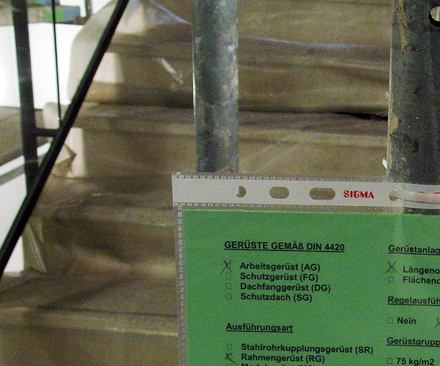 SIGMA
GERÜSTE GEMÄß DIN 4420
Arbeitsgerüst (AG)
Schutzgerüst (FG)
Dachfanggerüst (DG)
Schutzdach (SG)
Ausführungsart
Stahlrohrkupplungsgerüst (SR)
Rahmengerüst (RG)
Gerüstanlag
Längeno
Flächeno
Regelausfüh
Nein
Gerüstgrupp
75 kg/m2